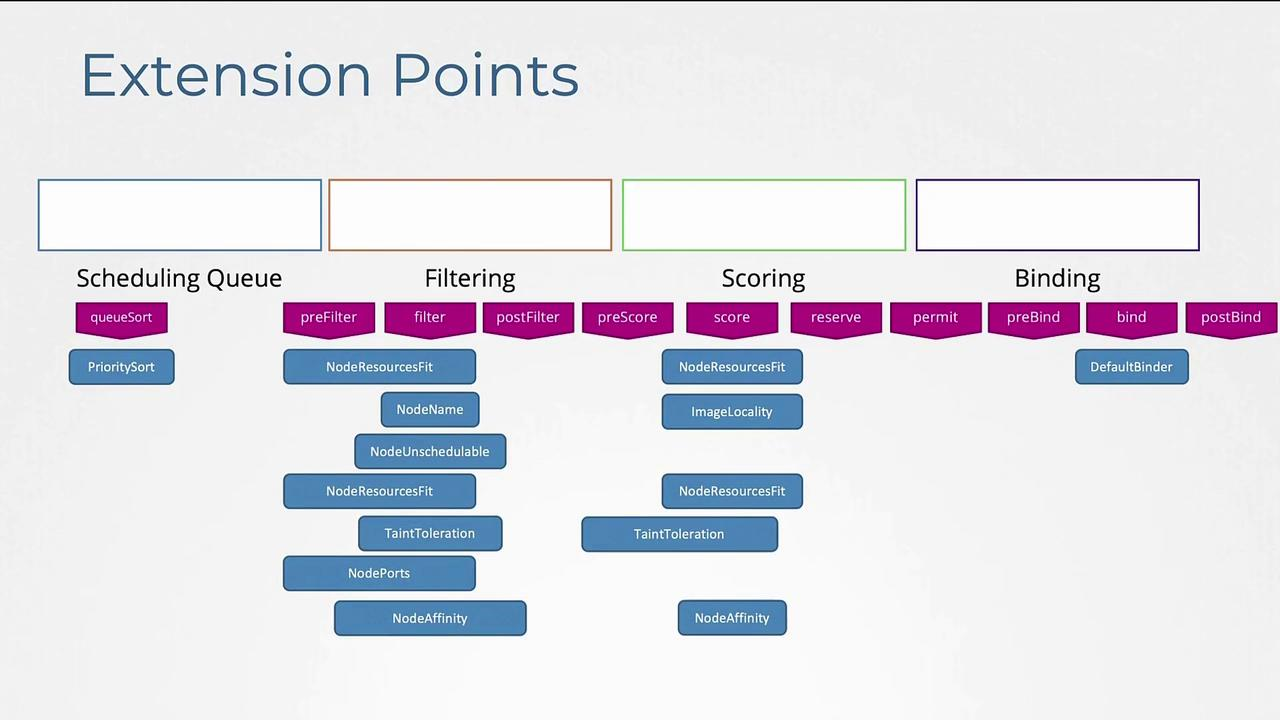 Extension Points
Scheduling Queue Filtering Scoring Binding
queueSort preFilter filter postFilter preScore score reserve permit preBind bind postBind
PrioritySort NodeResourcesFit NodeResourcesFit DefaultBinder
NodeName ImageLocality
NodeUnschedulable
NodeResourcesFit NodeResourcesFit
TaintToleration TaintToleration
NodePorts
NodeAffinity NodeAffinity